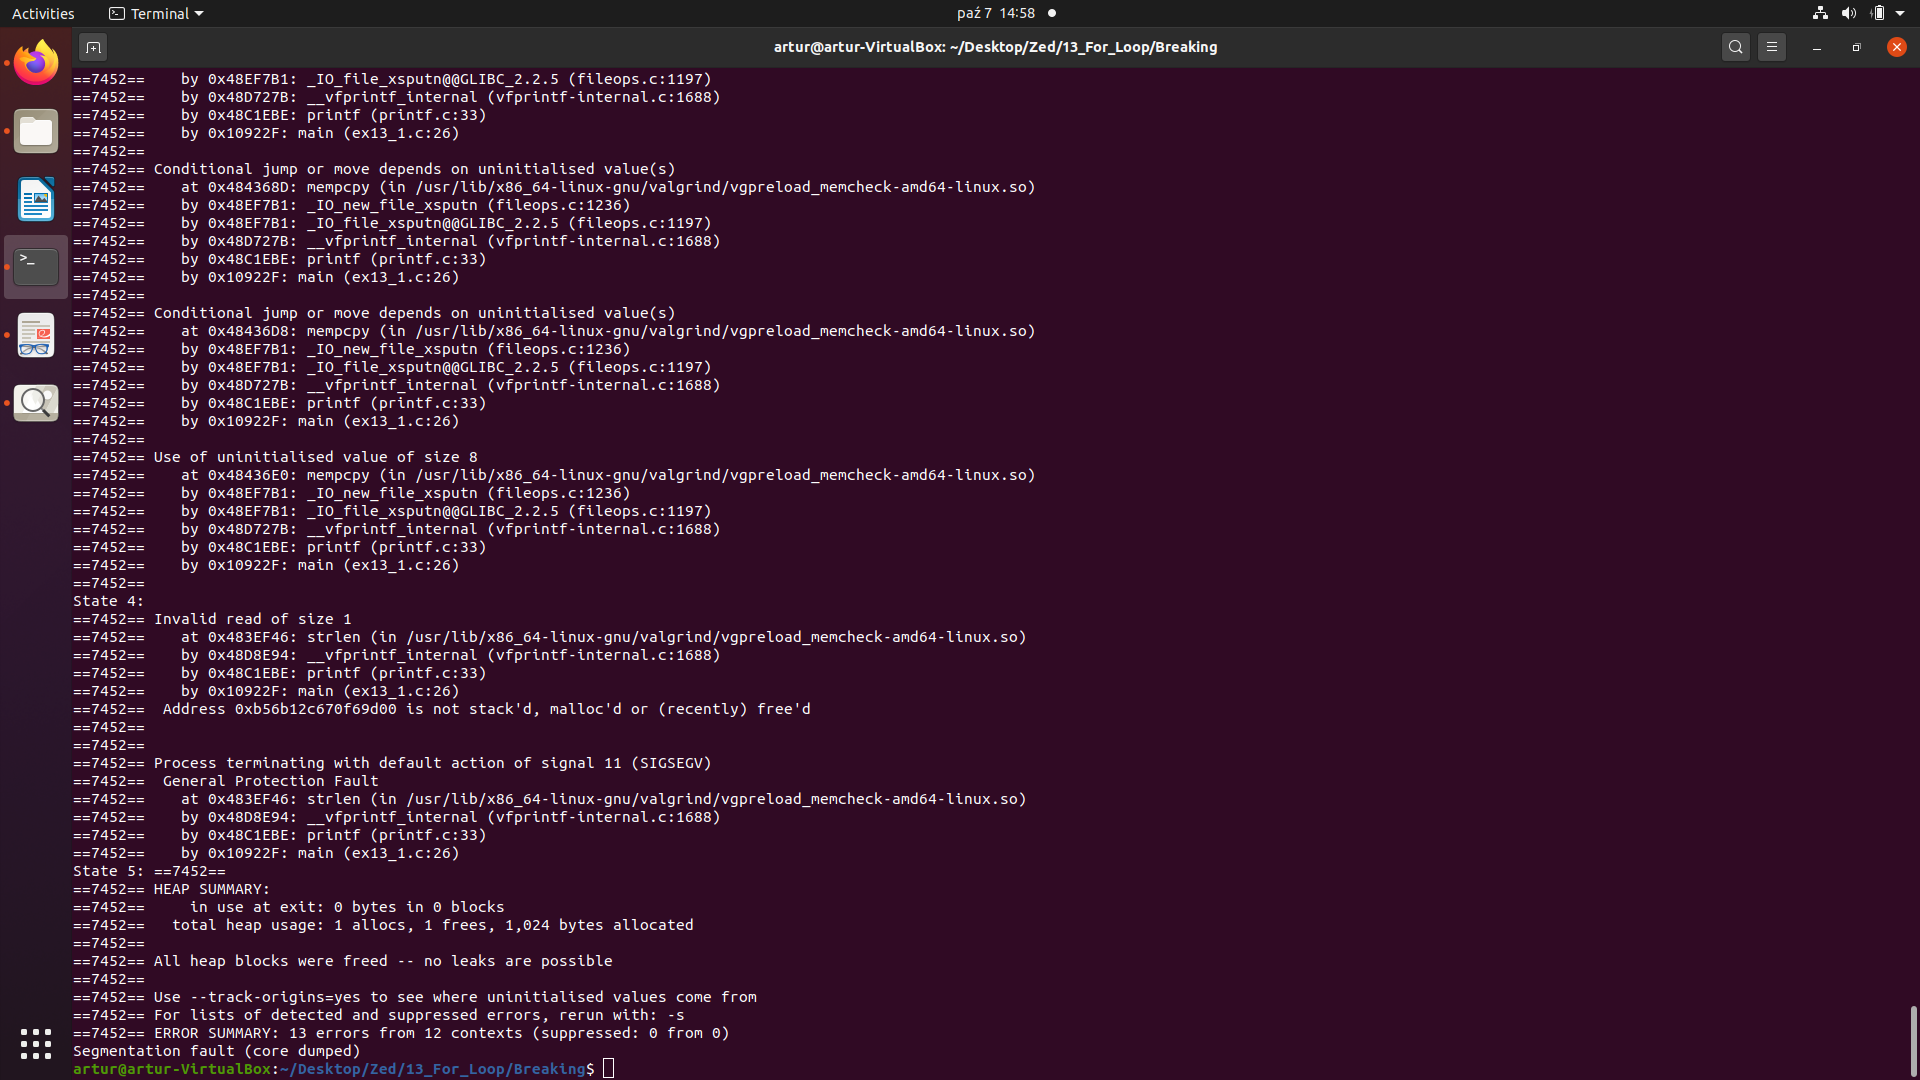 Activities
Terminal
paź 7 14:58
artur@artur-VirtualBox: ~/Desktop/Zed/13_For_Loop/Breaking
==7452==    by 0x48EF7B1: _IO_file_xsputn@@GLIBC_2.2.5 (fileops.c:1197)
==7452==    by 0x48D727B: __vfprintf_internal (vfprintf-internal.c:1688)
==7452==    by 0x48C1EBE: printf (printf.c:33)
==7452==    by 0x10922F: main (ex13_1.c:26)
==7452==
==7452== Conditional jump or move depends on uninitialised value(s)
==7452==    at 0x484368D: mempcpy (in /usr/lib/x86_64-linux-gnu/valgrind/vgpreload_memcheck-amd64-linux.so)
==7452==    by 0x48EF7B1: _IO_new_file_xsputn (fileops.c:1236)
==7452==    by 0x48EF7B1: _IO_file_xsputn@@GLIBC_2.2.5 (fileops.c:1197)
==7452==    by 0x48D727B: __vfprintf_internal (vfprintf-internal.c:1688)
==7452==    by 0x48C1EBE: printf (printf.c:33)
==7452==    by 0x10922F: main (ex13_1.c:26)
==7452==
==7452== Conditional jump or move depends on uninitialised value(s)
==7452==    at 0x48436D8: mempcpy (in /usr/lib/x86_64-linux-gnu/valgrind/vgpreload_memcheck-amd64-linux.so)
==7452==    by 0x48EF7B1: _IO_new_file_xsputn (fileops.c:1236)
==7452==    by 0x48EF7B1: _IO_file_xsputn@@GLIBC_2.2.5 (fileops.c:1197)
==7452==    by 0x48D727B: __vfprintf_internal (vfprintf-internal.c:1688)
==7452==    by 0x48C1EBE: printf (printf.c:33)
==7452==    by 0x10922F: main (ex13_1.c:26)
==7452==
==7452== Use of uninitialised value of size 8
==7452==    at 0x48436E0: mempcpy (in /usr/lib/x86_64-linux-gnu/valgrind/vgpreload_memcheck-amd64-linux.so)
==7452==    by 0x48EF7B1: _IO_new_file_xsputn (fileops.c:1236)
==7452==    by 0x48EF7B1: _IO_file_xsputn@@GLIBC_2.2.5 (fileops.c:1197)
==7452==    by 0x48D727B: __vfprintf_internal (vfprintf-internal.c:1688)
==7452==    by 0x48C1EBE: printf (printf.c:33)
==7452==    by 0x10922F: main (ex13_1.c:26)
==7452==
State 4:
==7452== Invalid read of size 1
==7452==    at 0x483EF46: strlen (in /usr/lib/x86_64-linux-gnu/valgrind/vgpreload_memcheck-amd64-linux.so)
==7452==    by 0x48D8E94: __vfprintf_internal (vfprintf-internal.c:1688)
==7452==    by 0x48C1EBE: printf (printf.c:33)
==7452==    by 0x10922F: main (ex13_1.c:26)
==7452==  Address 0xb56b12c670f69d00 is not stack'd, malloc'd or (recently) free'd
==7452==
==7452==
==7452== Process terminating with default action of signal 11 (SIGSEGV)
==7452==  General Protection Fault
==7452==    at 0x483EF46: strlen (in /usr/lib/x86_64-linux-gnu/valgrind/vgpreload_memcheck-amd64-linux.so)
==7452==    by 0x48D8E94: __vfprintf_internal (vfprintf-internal.c:1688)
==7452==    by 0x48C1EBE: printf (printf.c:33)
==7452==    by 0x10922F: main (ex13_1.c:26)
State 5: ==7452==
==7452== HEAP SUMMARY:
==7452==     in use at exit: 0 bytes in 0 blocks
==7452==   total heap usage: 1 allocs, 1 frees, 1,024 bytes allocated
==7452==
==7452== All heap blocks were freed -- no leaks are possible
==7452==
==7452== Use --track-origins=yes to see where uninitialised values come from
==7452== For lists of detected and suppressed errors, rerun with: -s
==7452== ERROR SUMMARY: 13 errors from 12 contexts (suppressed: 0 from 0)
Segmentation fault (core dumped)
artur@artur-VirtualBox:~/Desktop/Zed/13_For_Loop/Breaking$